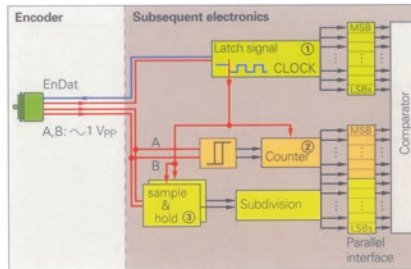 Encoder
Subsequent electronics
Latch signal
1
CLOCK
MSB
LSBs
EnDat
A,B: ~1 VPP
A
B
Counter
2
MSB
sample
&
hold
3
Subdivision
LSBs
Parallel
interface
Comparator